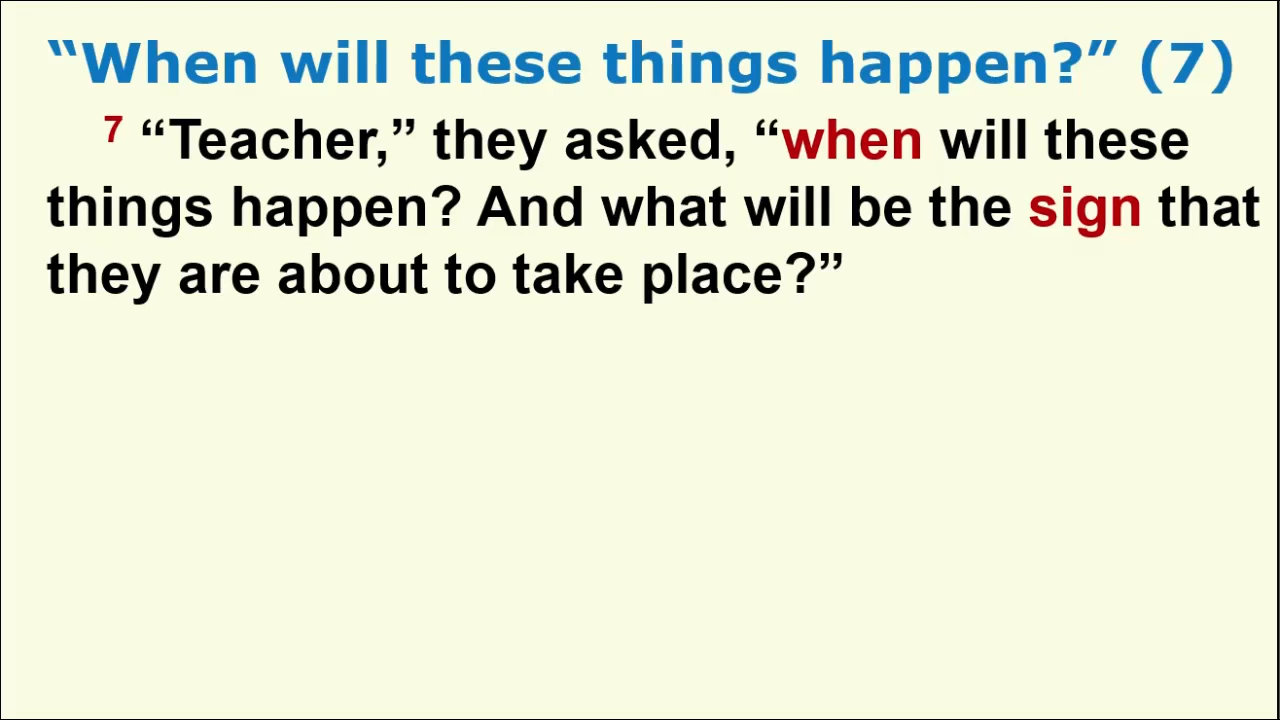 “When will these things happen?” (7)
7 “Teacher,” they asked, “when will these
things happen? And what will be the sign that
they are about to take place?”